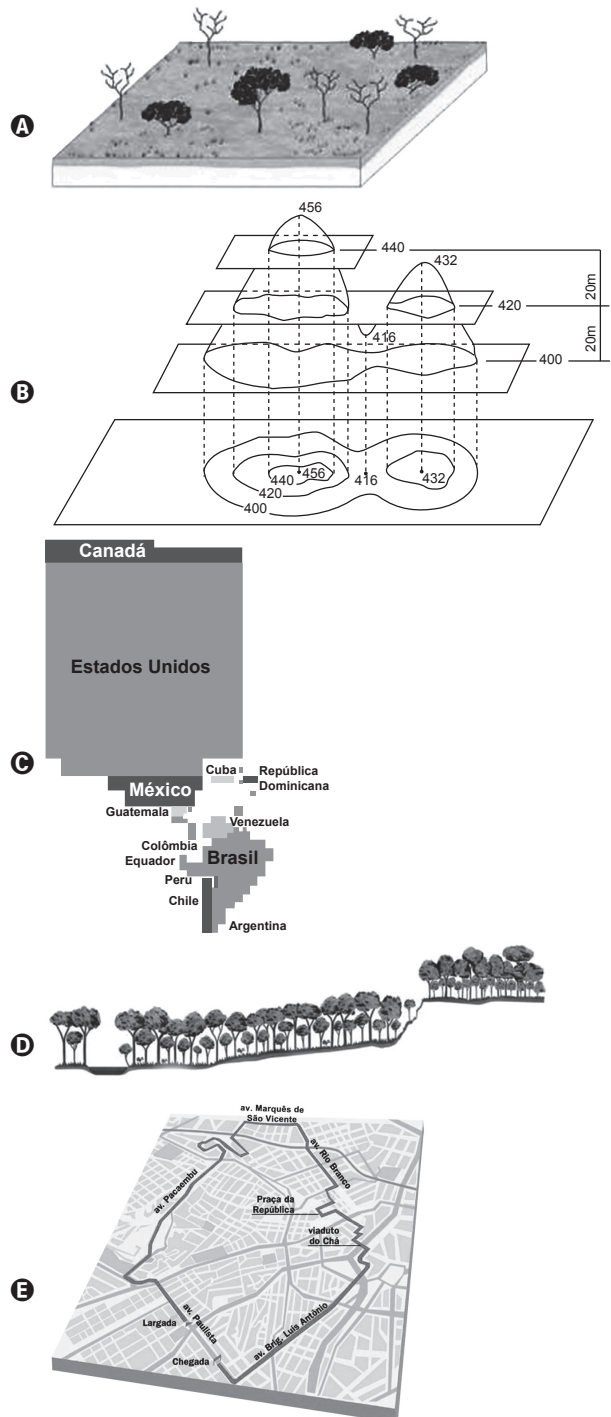 A
456
440
432
20m
420
416
20m
400
B
440
456
416
432
420
400
Canadá
Estados Unidos
C
Cuba
República
Dominicana
México
Guatemala
Venezuela
Colômbia
Equador
Brasil
Peru
Chile
Argentina
D
av. Marquês de
São Vicente
av. Rio Branco
av. Pacaembu
Praça da
República
viaduto
do Chá
E
av. Paulista
Largada
av. Brig. Luís Antônio
Chegada